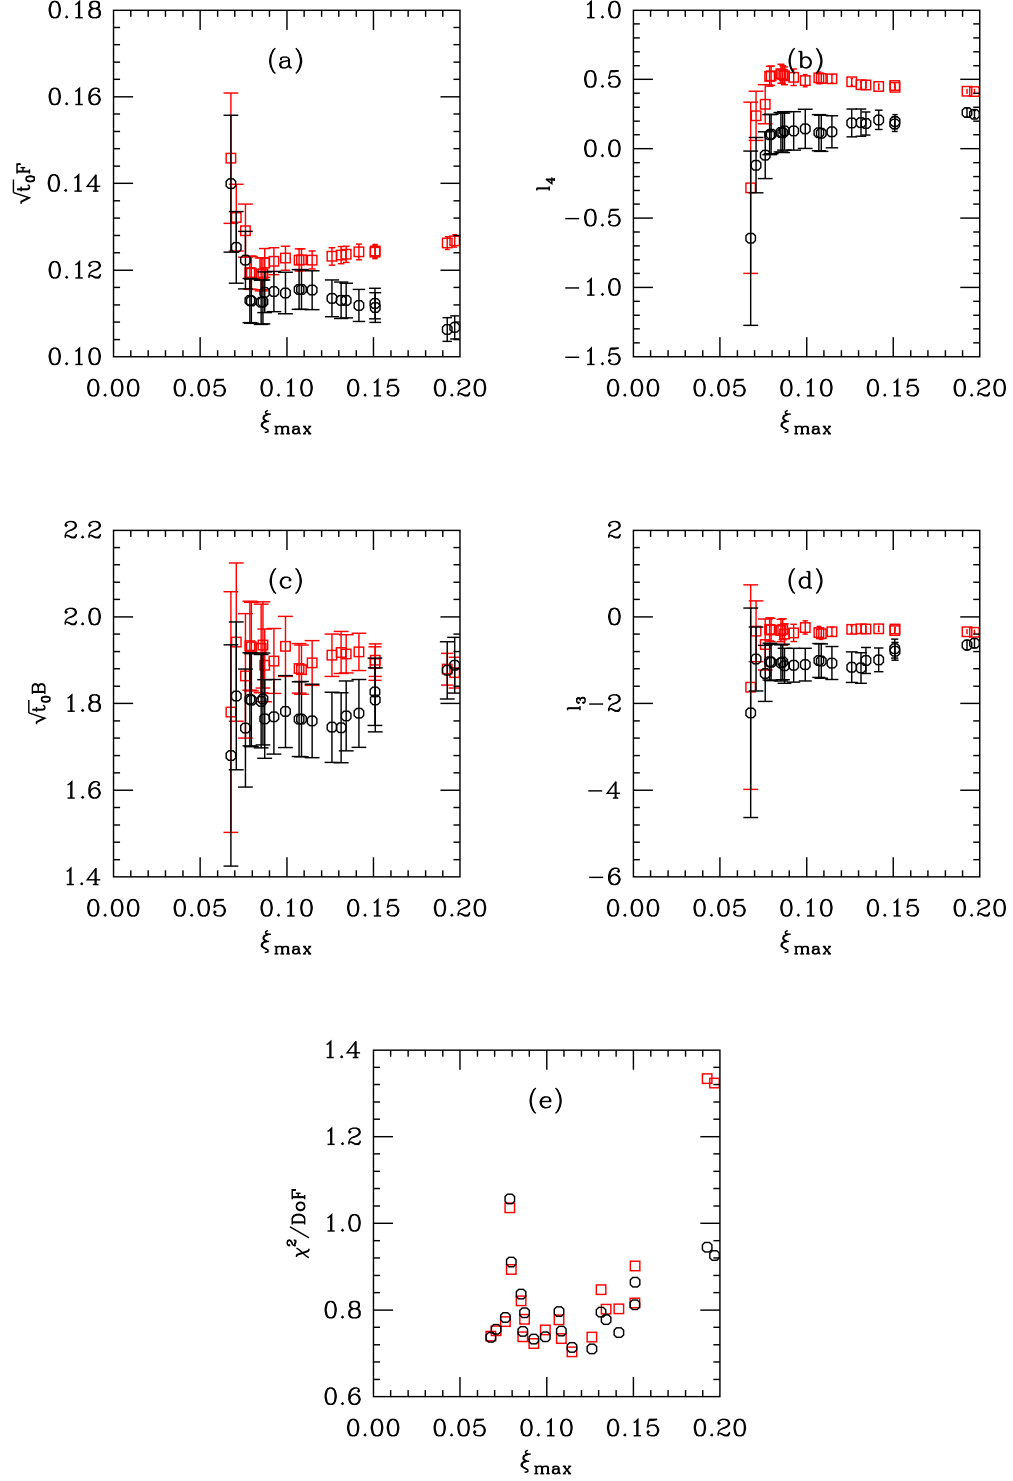 0.18
0.16
0.14
0.12
0.10
√t₀F
(a)
0.00 0.05 0.10 0.15 0.20
ξmax
1.0
0.5
0.0
−0.5
−1.0
−1.5
l₄
(b)
0.00 0.05 0.10 0.15 0.20
ξmax
2.2
2.0
1.8
1.6
1.4
√t₀B
(c)
0.00 0.05 0.10 0.15 0.20
ξmax
2
0
−2
−4
−6
l₃
(d)
0.00 0.05 0.10 0.15 0.20
ξmax
1.4
1.2
1.0
0.8
0.6
χ²/DoF
(e)
0.00 0.05 0.10 0.15 0.20
ξmax